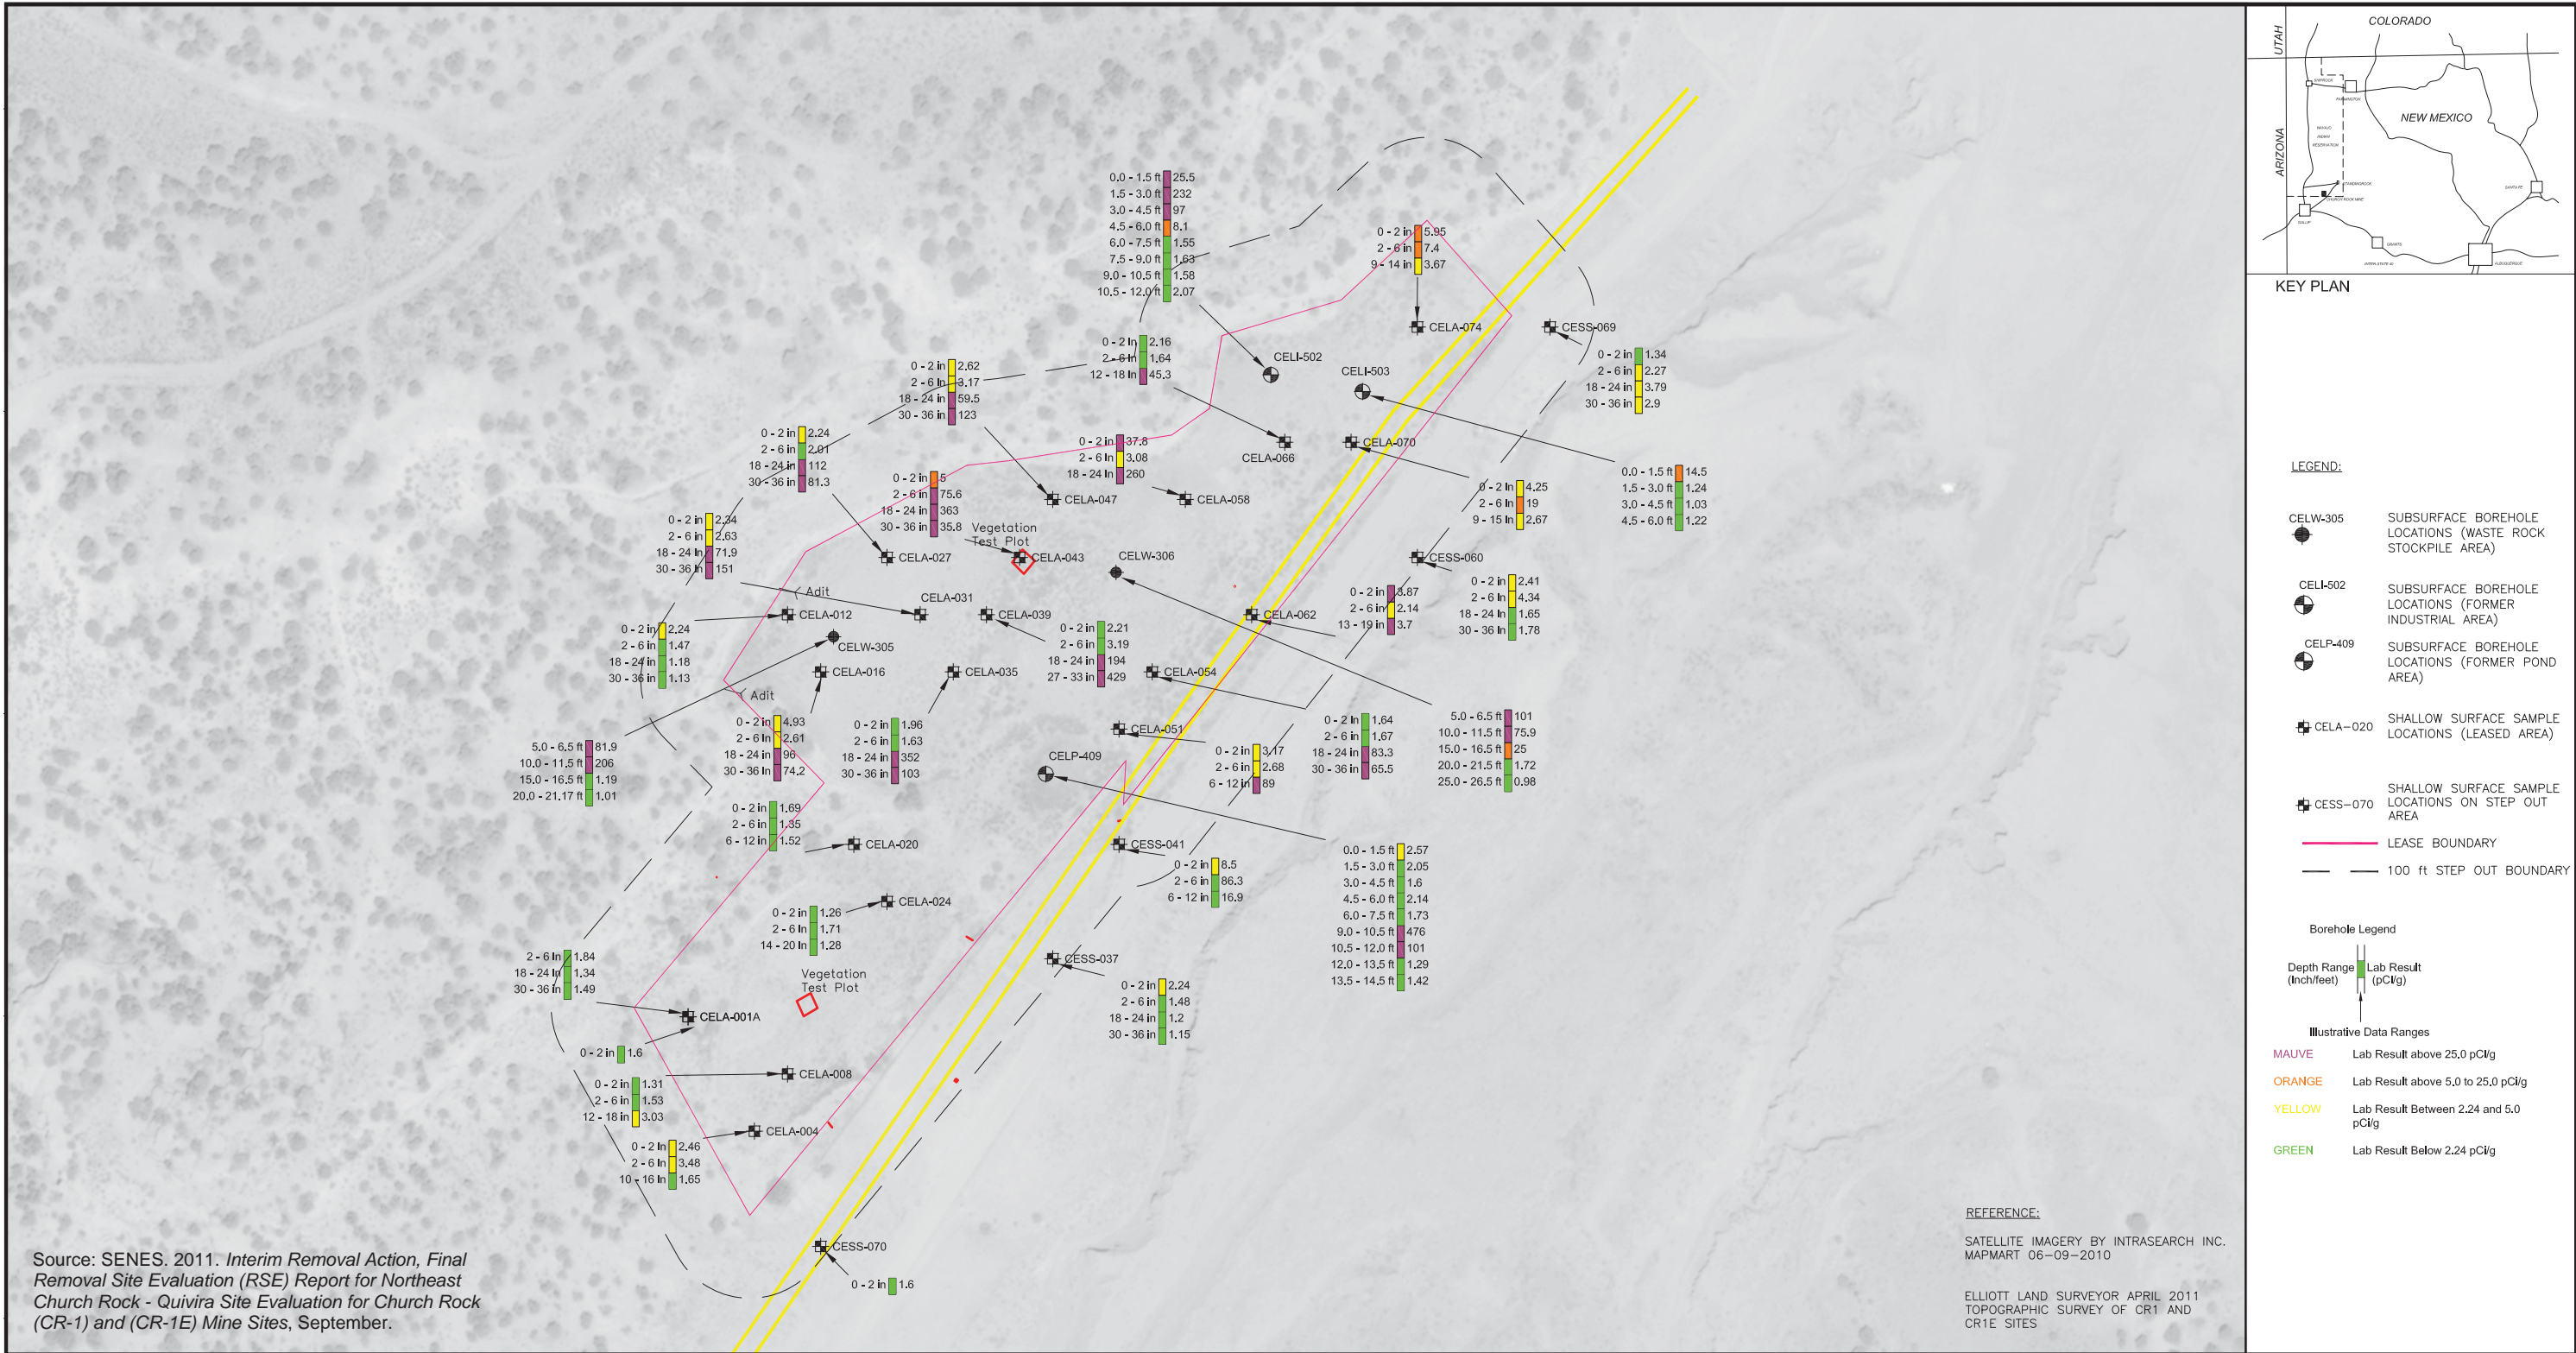 0.0 - 1.5 ft 25.5
1.5 - 3.0 ft 232
3.0 - 4.5 ft 97
4.5 - 6.0 ft 8.1
6.0 - 7.5 ft 1.55
7.5 - 9.0 ft 1.63
9.0 - 10.5 ft 1.58
10.5 - 12.0 ft 2.07
0 - 2 in 5.95
2 - 6 in 7.4
9 - 14 in 3.67
CELA-074
CESS-069
0 - 2 in 1.34
2 - 6 in 2.27
18 - 24 in 3.79
30 - 36 in 2.9
0 - 2 in 2.16
2 - 6 in 1.64
12 - 18 in 45.3
CELI-502
CELI-503
0 - 2 in 2.62
2 - 6 in 3.17
18 - 24 in 59.5
30 - 36 in 123
0 - 2 in 2.24
2 - 6 in 2.01
18 - 24 in 112
30 - 36 in 81.3
0 - 2 in 37.8
2 - 6 in 3.08
18 - 24 in 260
CELA-066
CELA-070
0 - 2 in 5
2 - 6 in 75.6
18 - 24 in 363
30 - 36 in 35.8
CELA-047
CELA-058
0 - 2 in 4.25
2 - 6 in 19
9 - 15 in 2.67
0.0 - 1.5 ft 14.5
1.5 - 3.0 ft 1.24
3.0 - 4.5 ft 1.03
4.5 - 6.0 ft 1.22
0 - 2 in 2.34
2 - 6 in 2.63
18 - 24 in 71.9
30 - 36 in 151
Vegetation
Test Plot
CELA-027
CELA-043
CELW-306
CESS-060
0 - 2 in 2.41
2 - 6 in 4.34
18 - 24 in 1.65
30 - 36 in 1.78
Adit
CELA-031
CELA-012
CELA-039
CELA-062
0 - 2 in 3.87
2 - 6 in 2.14
13 - 19 in 3.7
0 - 2 in 2.24
2 - 6 in 1.47
18 - 24 in 1.18
30 - 36 in 1.13
0 - 2 in 2.21
2 - 6 in 3.19
18 - 24 in 194
27 - 33 in 429
CELW-305
CELA-016
CELA-035
CELA-054
Adit
0 - 2 in 4.93
2 - 6 in 2.61
18 - 24 in 96
30 - 36 in 74.2
0 - 2 in 1.96
2 - 6 in 1.63
18 - 24 in 352
30 - 36 in 103
CELA-051
0 - 2 in 1.64
2 - 6 in 1.67
18 - 24 in 83.3
30 - 36 in 65.5
5.0 - 6.5 ft 101
10.0 - 11.5 ft 75.9
15.0 - 16.5 ft 25
20.0 - 21.5 ft 1.72
25.0 - 26.5 ft 0.98
5.0 - 6.5 ft 81.9
10.0 - 11.5 ft 206
15.0 - 16.5 ft 1.19
20.0 - 21.17 ft 1.01
CELP-409
0 - 2 in 3.17
2 - 6 in 2.68
6 - 12 in 89
0 - 2 in 1.69
2 - 6 in 1.35
6 - 12 in 1.52
CELA-020
CESS-041
0 - 2 in 8.5
2 - 6 in 86.3
6 - 12 in 16.9
0.0 - 1.5 ft 2.57
1.5 - 3.0 ft 2.05
3.0 - 4.5 ft 1.6
4.5 - 6.0 ft 2.14
6.0 - 7.5 ft 1.73
9.0 - 10.5 ft 476
10.5 - 12.0 ft 101
12.0 - 13.5 ft 1.29
13.5 - 14.5 ft 1.42
CELA-024
0 - 2 in 1.26
2 - 6 in 1.71
14 - 20 in 1.28
2 - 6 in 1.84
18 - 24 in 1.34
30 - 36 in 1.49
CESS-037
Vegetation
Test Plot
0 - 2 in 2.24
2 - 6 in 1.48
18 - 24 in 1.2
30 - 36 in 1.15
CELA-001A
0 - 2 in 1.6
CELA-008
0 - 2 in 1.31
2 - 6 in 1.53
12 - 18 in 3.03
CELA-004
0 - 2 in 2.46
2 - 6 in 3.48
10 - 16 in 1.65
CESS-070
0 - 2 in 1.6
Source: SENES. 2011. Interim Removal Action, Final
Removal Site Evaluation (RSE) Report for Northeast
Church Rock - Quivira Site Evaluation for Church Rock
(CR-1) and (CR-1E) Mine Sites, September.
REFERENCE:
SATELLITE IMAGERY BY INTRASEARCH INC.
MAPMART 06-09-2010
ELLIOTT LAND SURVEYOR APRIL 2011
TOPOGRAPHIC SURVEY OF CR1 AND
CR1E SITES
COLORADO
UTAH
NEW MEXICO
ARIZONA
SHIPROCK
FARMINGTON
NAVAJO
INDIAN
RESERVATION
STANDING ROCK
CHURCH ROCK MINE
GALLUP
GRANTS
SANTA FE
ALBUQUERQUE
KEY PLAN
LEGEND:
CELW-305
SUBSURFACE BOREHOLE
LOCATIONS (WASTE ROCK
STOCKPILE AREA)
CELI-502
SUBSURFACE BOREHOLE
LOCATIONS (FORMER
INDUSTRIAL AREA)
CELP-409
SUBSURFACE BOREHOLE
LOCATIONS (FORMER POND
AREA)
CELA-020
SHALLOW SURFACE SAMPLE
LOCATIONS (LEASED AREA)
CESS-070
SHALLOW SURFACE SAMPLE
LOCATIONS ON STEP OUT
AREA
LEASE BOUNDARY
100 ft STEP OUT BOUNDARY
Borehole Legend
Depth Range Lab Result
(Inch/feet) (pCi/g)
Illustrative Data Ranges
MAUVE Lab Result above 25.0 pCi/g
ORANGE Lab Result above 5.0 to 25.0 pCi/g
YELLOW Lab Result Between 2.24 and 5.0
pCi/g
GREEN Lab Result Below 2.24 pCi/g